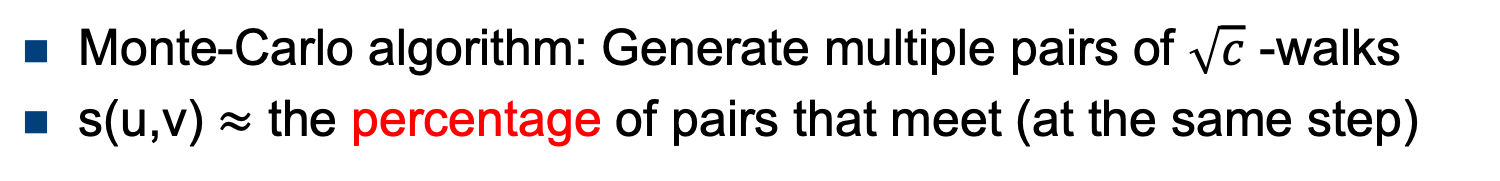 ▪ Monte-Carlo algorithm: Generate multiple pairs of √c -walks
▪ s(u,v) ≈ the percentage of pairs that meet (at the same step)